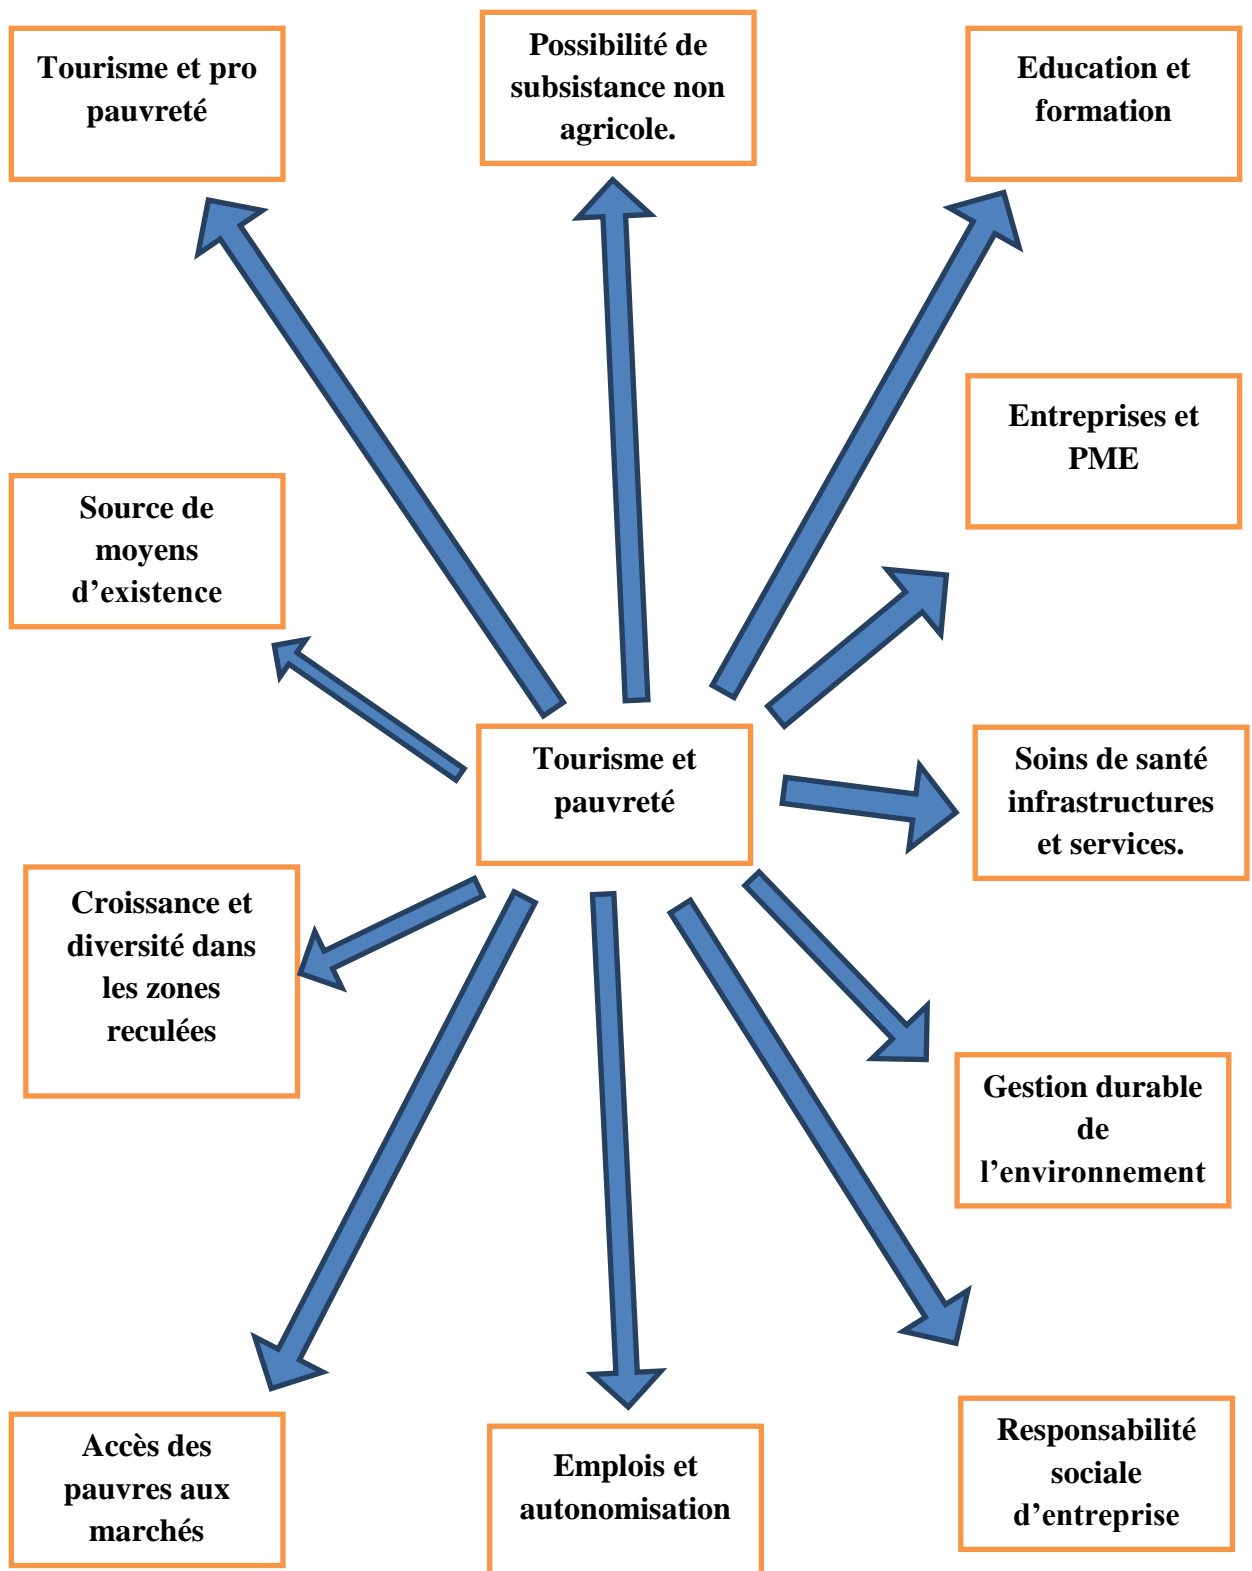 Tourisme et pro
pauvreté
Possibilité de
subsistance non
agricole.
Education et
formation
Entreprises et
PME
Source de
moyens
d’existence
Tourisme et
pauvreté
Soins de santé
infrastructures
et services.
Croissance et
diversité dans
les zones
reculées
Gestion durable
de
l’environnement
Accès des
pauvres aux
marchés
Emplois et
autonomisation
Responsabilité
sociale
d’entreprise